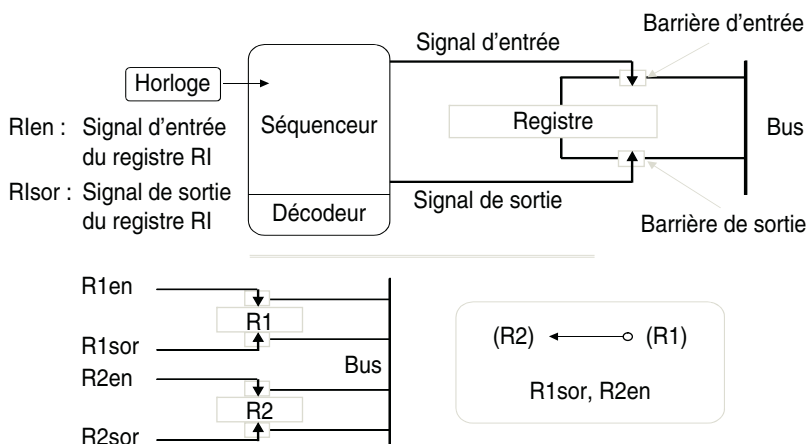 Barrière d'entrée
Signal d'entrée
Horloge
RIen : Signal d'entrée
du registre RI
Séquenceur
Registre
Bus
RIsor : Signal de sortie
du registre RI
Décodeur
Signal de sortie
Barrière de sortie
R1en
R1
R1sor
Bus
R2en
R2
R2sor
(R2) (R1)
R1sor, R2en